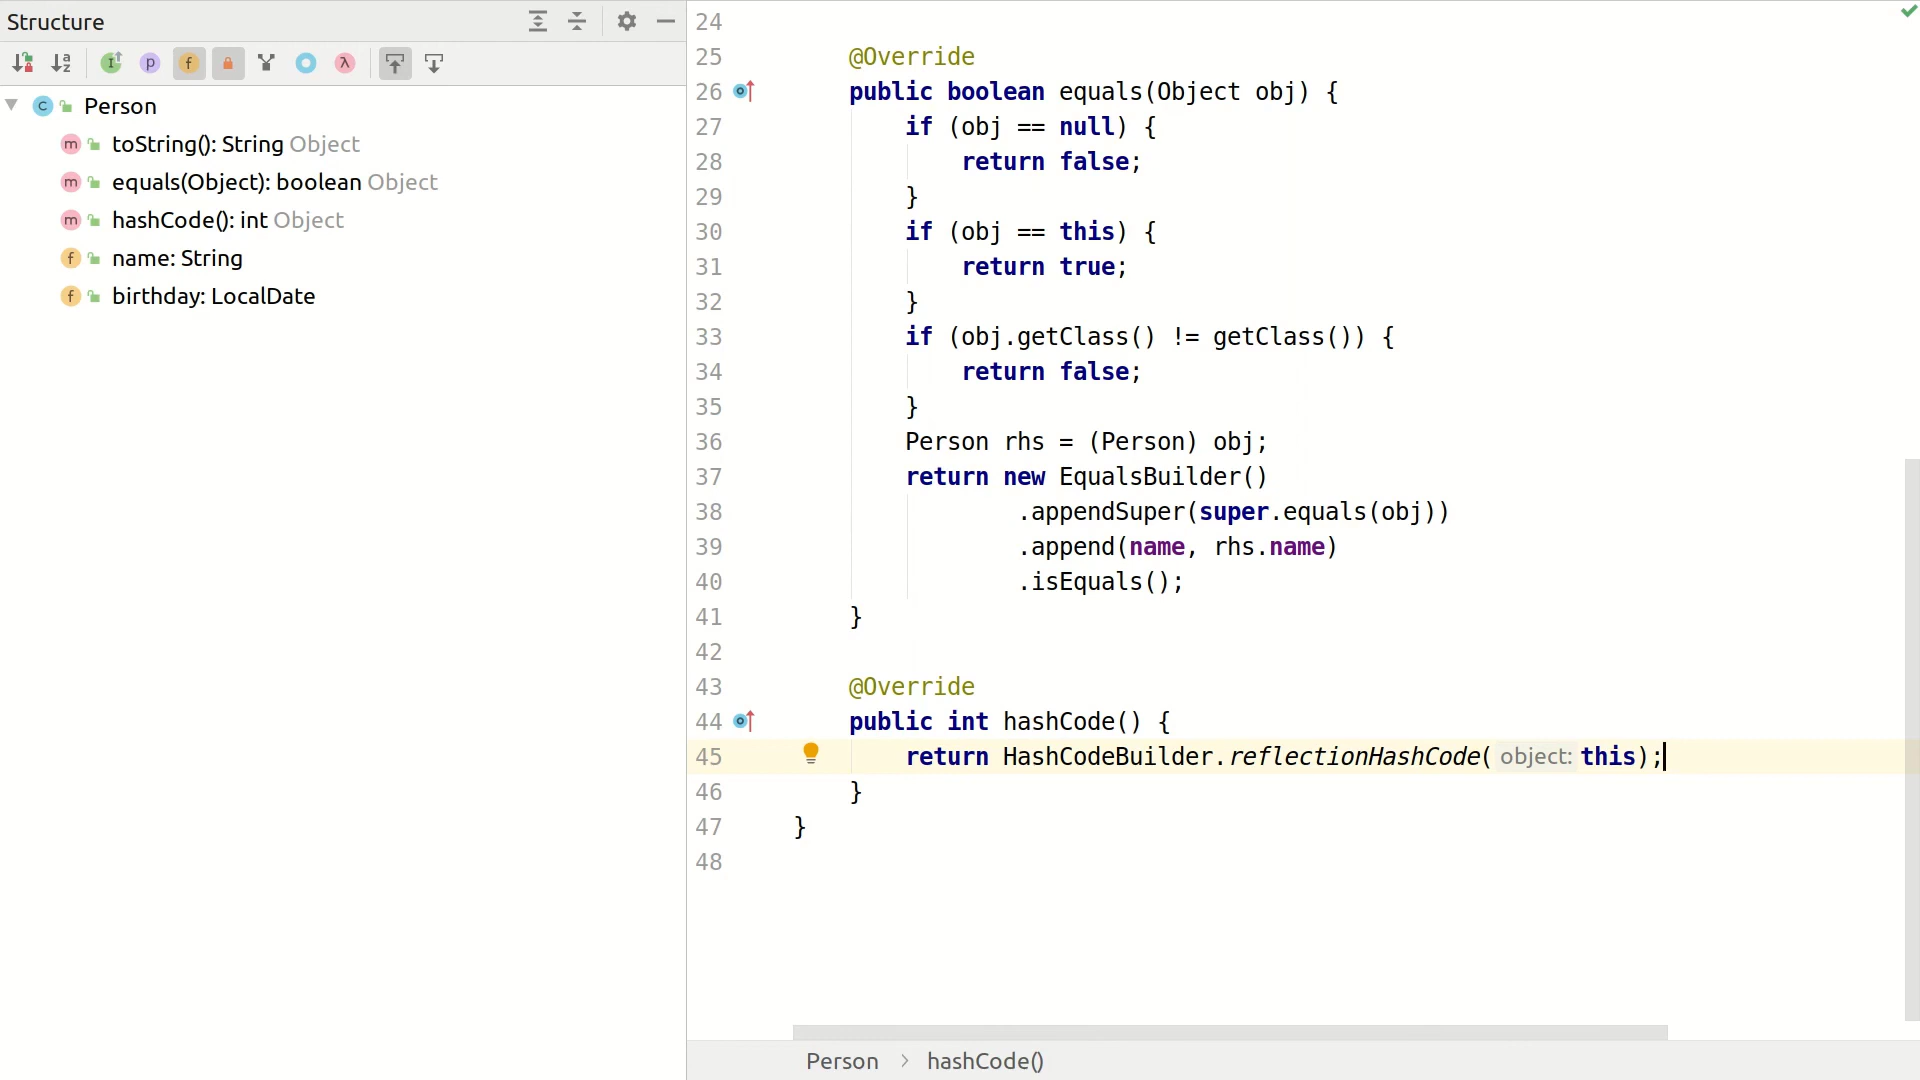 Structure
Person
toString(): String Object
equals(Object): boolean Object
hashCode(): int Object
name: String
birthday: LocalDate
24
25 @Override
26 public boolean equals(Object obj) {
27 if (obj == null) {
28 return false;
29 }
30 if (obj == this) {
31 return true;
32 }
33 if (obj.getClass() != getClass()) {
34 return false;
35 }
36 Person rhs = (Person) obj;
37 return new EqualsBuilder()
38 .appendSuper(super.equals(obj))
39 .append(name, rhs.name)
40 .isEquals();
41 }
42
43 @Override
44 public int hashCode() {
45 return HashCodeBuilder.reflectionHashCode( object: this);
46 }
47 }
48
Person > hashCode()